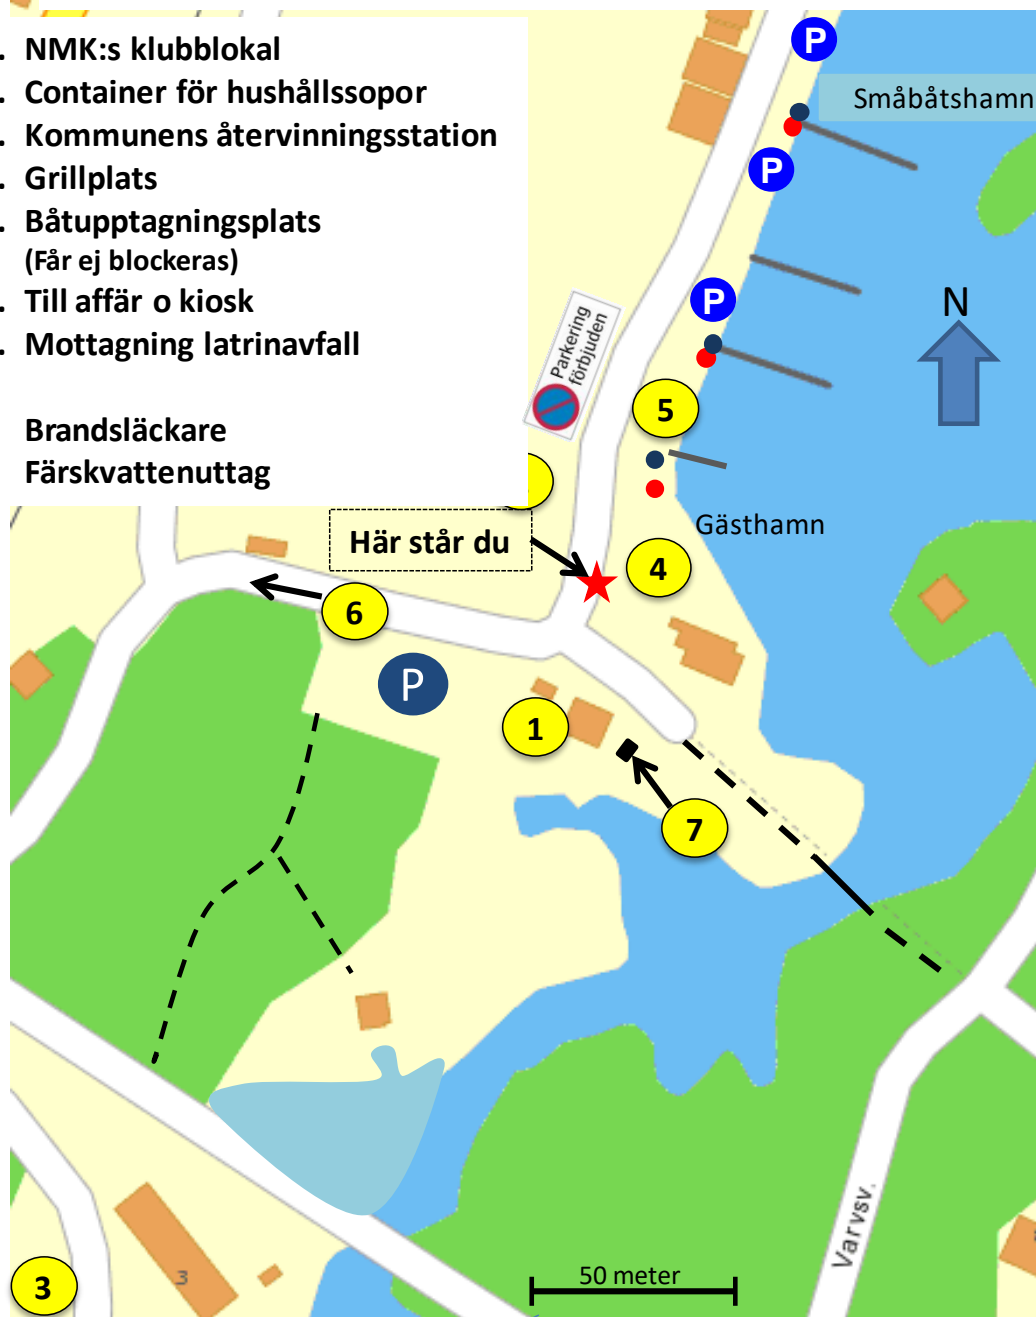 . NMK:s klubblokal
. Container för hushållssopor
. Kommunens återvinningsstation
. Grillplats
. Båtupptagningsplats
(Får ej blockeras)
. Till affär o kiosk
. Mottagning latrinavfall
Brandsläckare
Färskvattenuttag
P
Småbåtshamn
P
P
N
Parkering
förbjuden
5
Gästhamn
Här står du
4
6
P
1
7
Varvsv.
3
3
50 meter